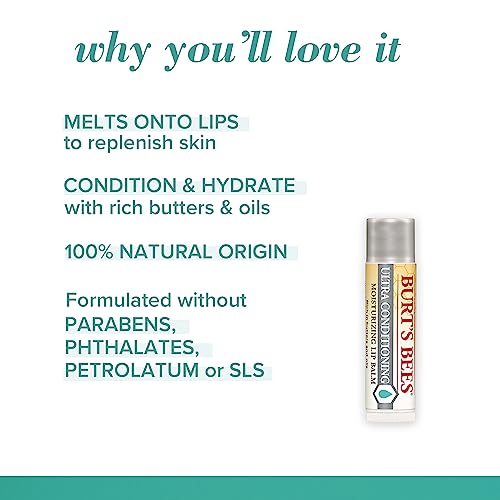 why you'll love it
MELTS ONTO LIPS
to replenish skin
CONDITION & HYDRATE
with rich butters & oils
100% NATURAL ORIGIN
Formulated without
PARABENS,
PHTHALATES,
PETROLATUM or SLS
BURT'S BEES
ULTRA CONDITIONING
MOISTURIZING LIP BALM